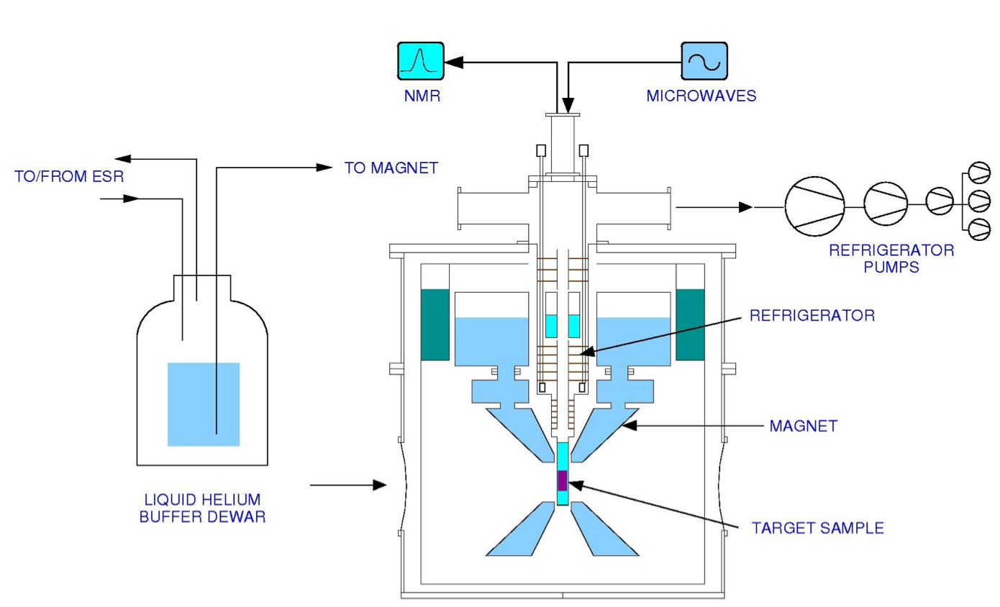 NMR
MICROWAVES
TO/FROM ESR
TO MAGNET
REFRIGERATOR
PUMPS
REFRIGERATOR
MAGNET
LIQUID HELIUM
BUFFER DEWAR
TARGET SAMPLE